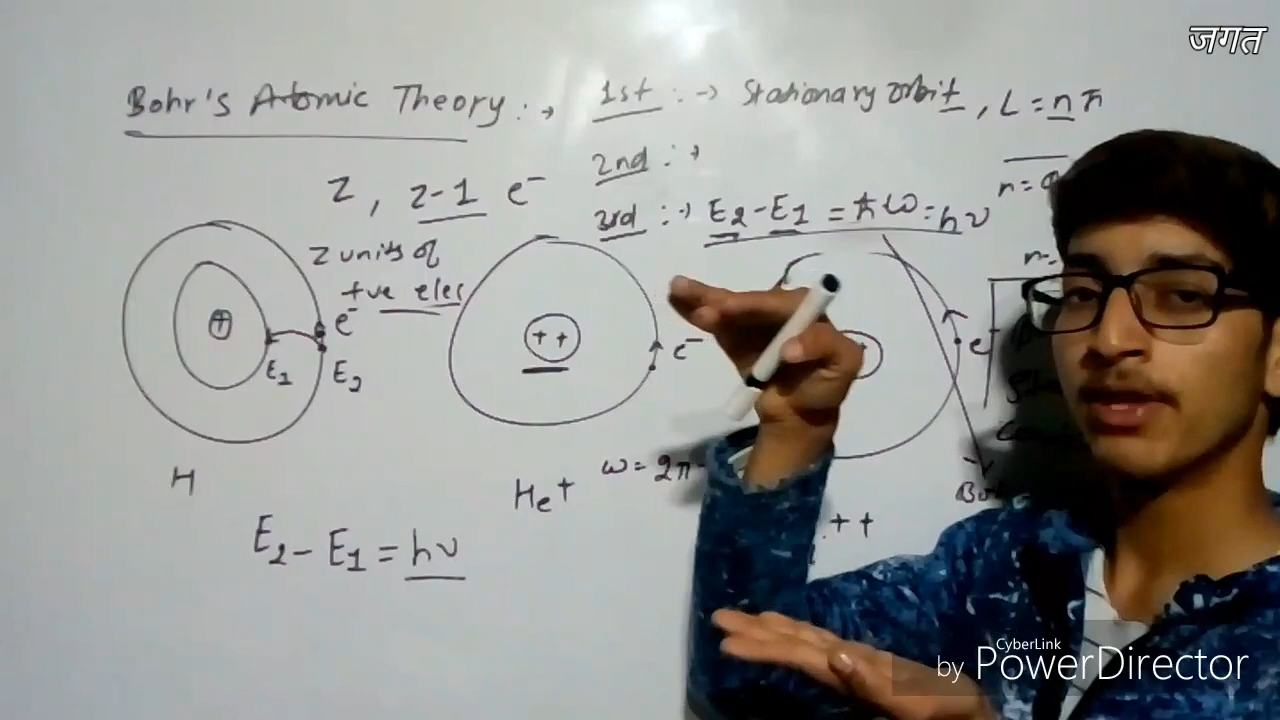 जगत
Bohr's Atomic Theory :→ 1st :→ Stationary orbit, L = nħ
Z, Z-1 e⁻
2nd :→
3rd :→ E₂-E₁ = ħω = hν
n=
Z units of
+ve elec
+
e⁻
E₁
E₂
++
e⁻
e
H
He+
ω = 2π
++
E₂ - E₁ = hν
CyberLink
by PowerDirector